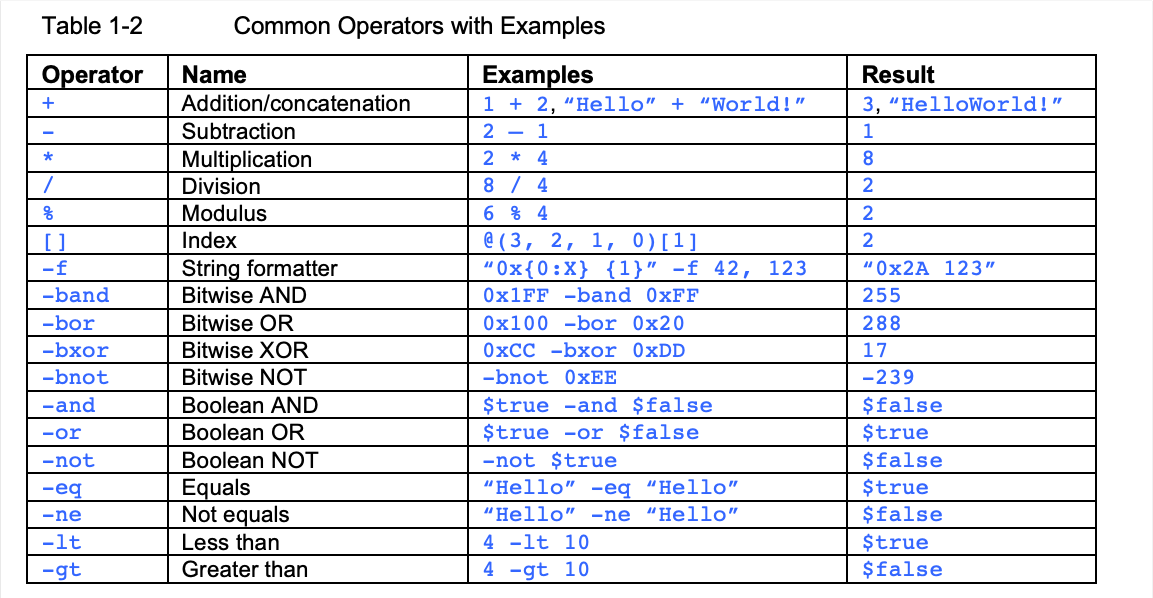 Table 1-2 Common Operators with Examples
Operator Name Examples Result
+ Addition/concatenation 1 + 2, “Hello” + “World!” 3, “HelloWorld!”
– Subtraction 2 – 1 1
* Multiplication 2 * 4 8
/ Division 8 / 4 2
% Modulus 6 % 4 2
[] Index @(3, 2, 1, 0)[1] 2
–f String formatter “0x{0:X} {1}” –f 42, 123 “0x2A 123”
–band Bitwise AND 0x1FF –band 0xFF 255
–bor Bitwise OR 0x100 –bor 0x20 288
–bxor Bitwise XOR 0xCC –bxor 0xDD 17
–bnot Bitwise NOT –bnot 0xEE –239
–and Boolean AND $true –and $false $false
–or Boolean OR $true –or $false $true
–not Boolean NOT –not $true $false
–eq Equals “Hello” –eq “Hello” $true
–ne Not equals “Hello” –ne “Hello” $false
–lt Less than 4 –lt 10 $true
–gt Greater than 4 –gt 10 $false